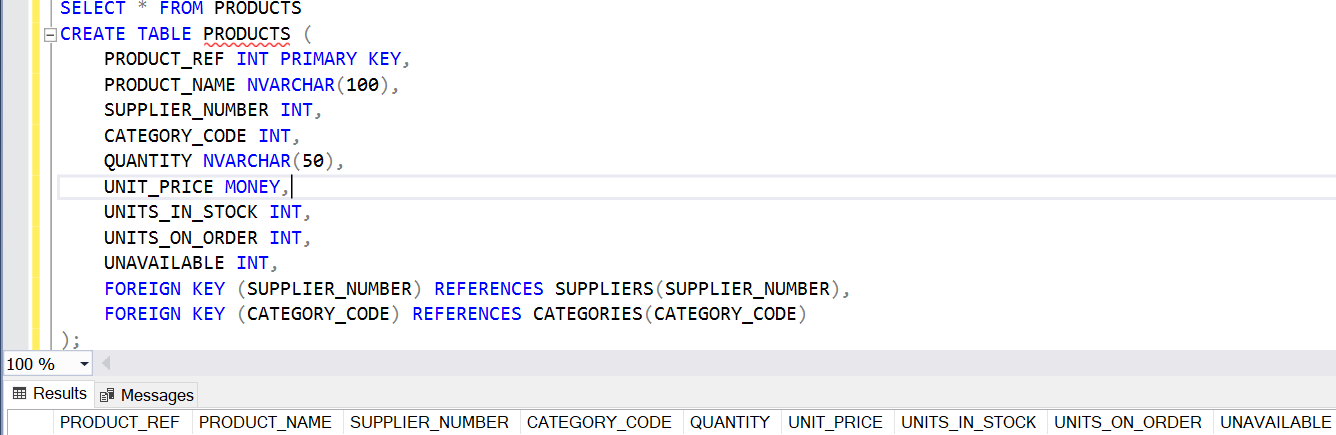 SELECT * FROM PRODUCTS
CREATE TABLE PRODUCTS (
PRODUCT_REF INT PRIMARY KEY,
PRODUCT_NAME NVARCHAR(100),
SUPPLIER_NUMBER INT,
CATEGORY_CODE INT,
QUANTITY NVARCHAR(50),
UNIT_PRICE MONEY,
UNITS_IN_STOCK INT,
UNITS_ON_ORDER INT,
UNAVAILABLE INT,
FOREIGN KEY (SUPPLIER_NUMBER) REFERENCES SUPPLIERS(SUPPLIER_NUMBER),
FOREIGN KEY (CATEGORY_CODE) REFERENCES CATEGORIES(CATEGORY_CODE)
);
100 %
Results Messages
PRODUCT_REF PRODUCT_NAME SUPPLIER_NUMBER CATEGORY_CODE QUANTITY UNIT_PRICE UNITS_IN_STOCK UNITS_ON_ORDER UNAVAILABLE